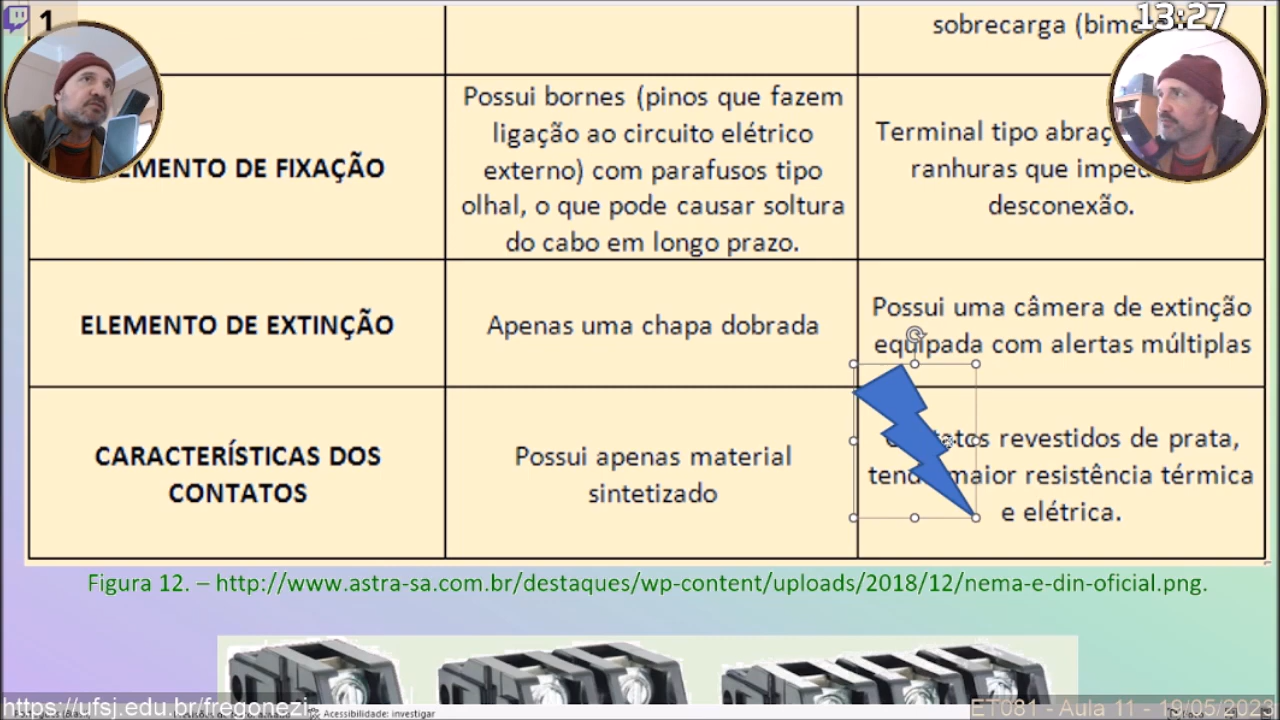 1
13:27
sobrecarga (bime
ELEMENTO DE FIXAÇÃO
Possui bornes (pinos que fazem
ligação ao circuito elétrico
externo) com parafusos tipo
olhal, o que pode causar soltura
do cabo em longo prazo.
Terminal tipo abraç
ranhuras que impe
desconexão.
ELEMENTO DE EXTINÇÃO
Apenas uma chapa dobrada
Possui uma câmera de extinção
equipada com alertas múltiplas
CARACTERÍSTICAS DOS
CONTATOS
Possui apenas material
sintetizado
revestidos de prata,
tend maior resistência térmica
e elétrica.
Figura 12. – http://www.astra-sa.com.br/destaques/wp-content/uploads/2018/12/nema-e-din-oficial.png.
https://ufsj.edu.br/fregonezi
Acessibilidade: investigar
ET081 - Aula 11 - 19/05/2023